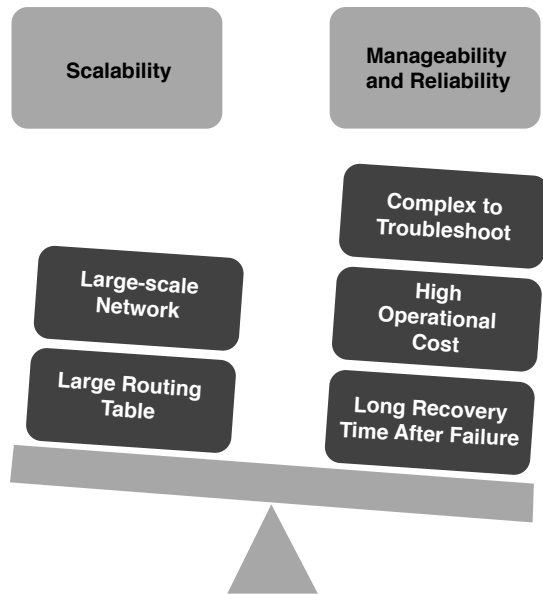 Scalability
Manageability
and Reliability
Complex to
Troubleshoot
Large-scale
Network
High
Operational
Cost
Large Routing
Table
Long Recovery
Time After Failure